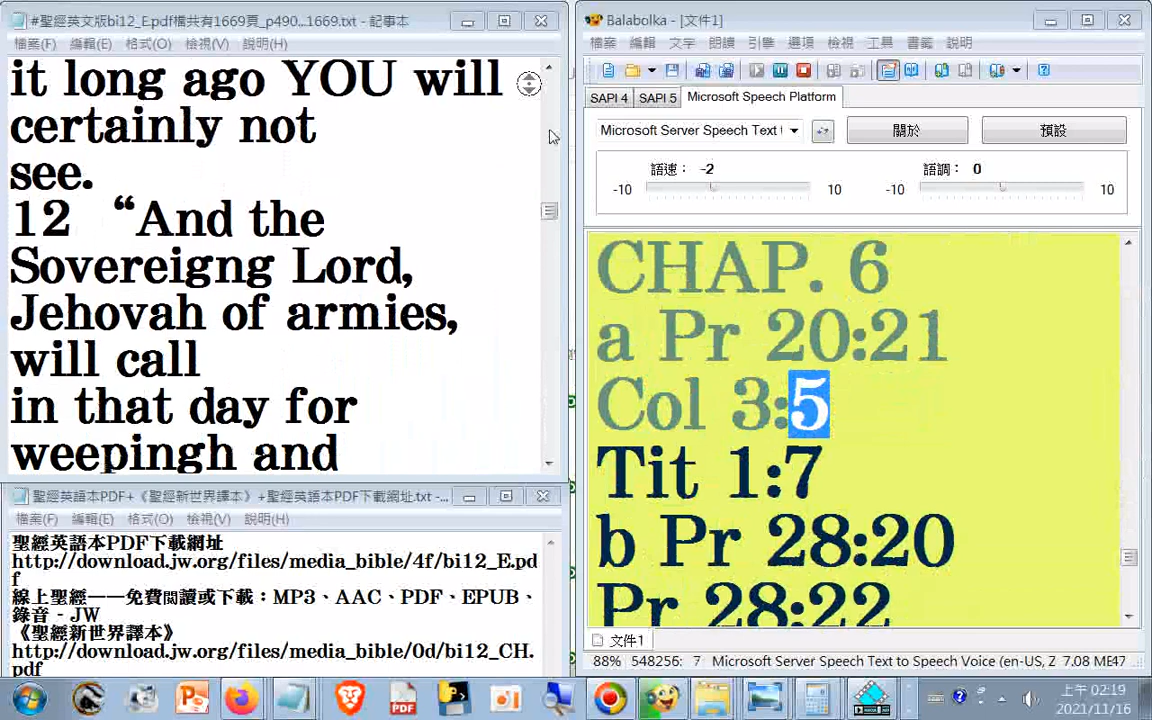 #聖經英文版bi12_E.pdf檔共有1669頁_p490...1669.txt - 記事本
檔案(F) 編輯(E) 格式(O) 檢視(V) 說明(H)
it long ago YOU will
certainly not
see.
12 “And the
Sovereigng Lord,
Jehovah of armies,
will call
in that day for
weepingh and
聖經英語本PDF+《聖經新世界譯本》+聖經英語本PDF下載網址.txt -...
檔案(F) 編輯(E) 格式(O) 檢視(V) 說明(H)
聖經英語本PDF下載網址
http://download.jw.org/files/media_bible/4f/bi12_E.pd
f
線上聖經──免費閱讀或下載：MP3、AAC、PDF、EPUB、
錄音 - JW
《聖經新世界譯本》
http://download.jw.org/files/media_bible/0d/bi12_CH.
pdf
Balabolka - [文件1]
檔案 編輯 文字 朗讀 引擎 選項 檢視 工具 書籤 說明
SAPI 4 SAPI 5 Microsoft Speech Platform
Microsoft Server Speech Text 關於 預設
語速： -2 語調： 0
-10 10 -10 10
CHAP. 6
a Pr 20:21
Col 3:5
Tit 1:7
b Pr 28:20
Pr 28:22
文件1
88% 548256: 7 Microsoft Server Speech Text to Speech Voice (en-US, Z 7.08 ME47
上午 02:19
2021/11/16